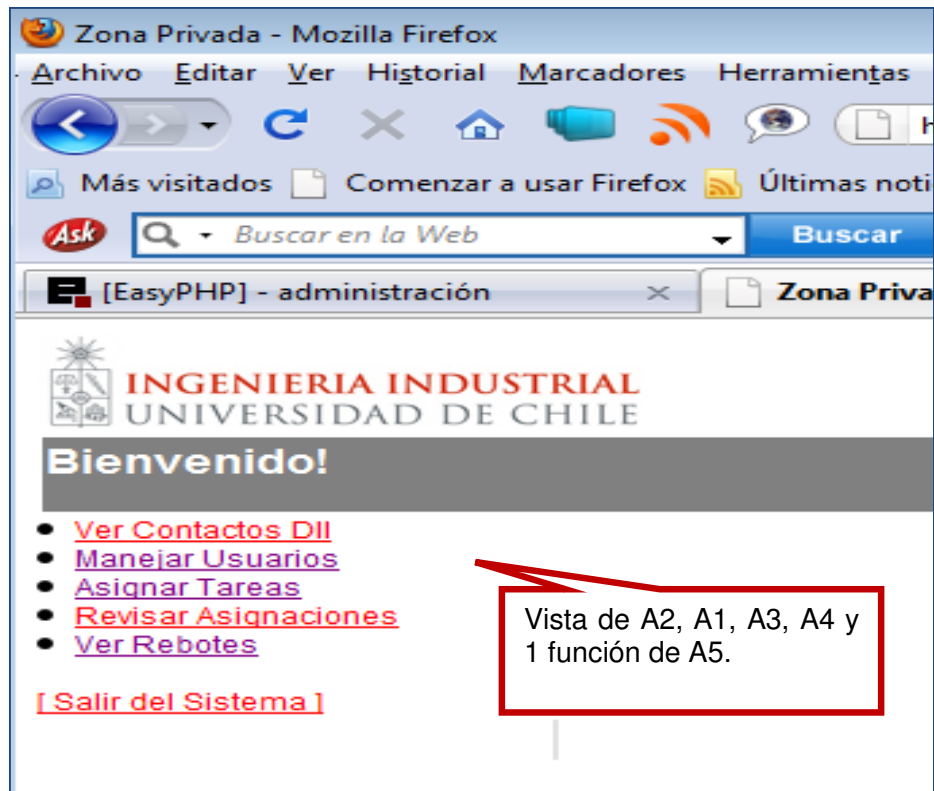 Zona Privada - Mozilla Firefox
Archivo Editar Ver Historial Marcadores Herramientas
Más visitados Comenzar a usar Firefox Últimas noti
Ask Buscar en la Web Buscar
[EasyPHP] - administración Zona Priva
INGENIERIA INDUSTRIAL
UNIVERSIDAD DE CHILE
Bienvenido!
Ver Contactos DII
Manejar Usuarios
Asignar Tareas
Revisar Asignaciones
Ver Rebotes
[ Salir del Sistema ]
Vista de A2, A1, A3, A4 y
1 función de A5.